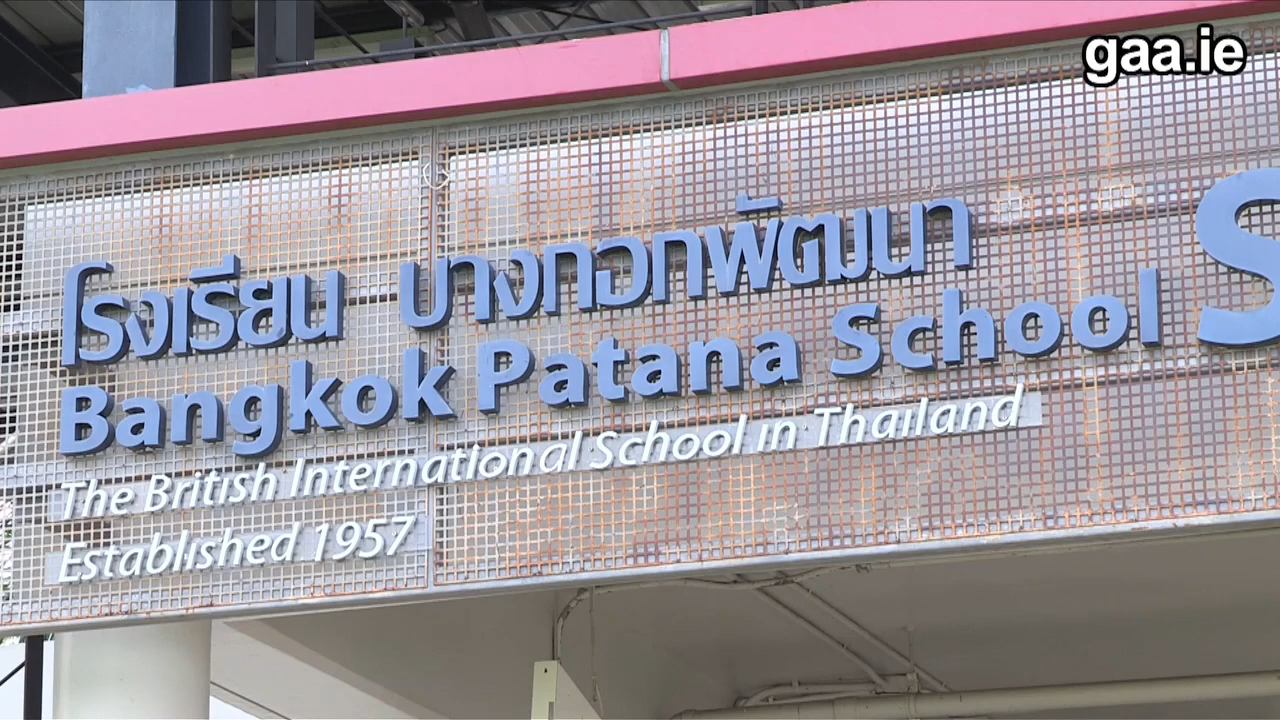 gaa.ie
โรงเรียน บางกอกพัฒนา
Bangkok Patana School
The British International School in Thailand
Established 1957